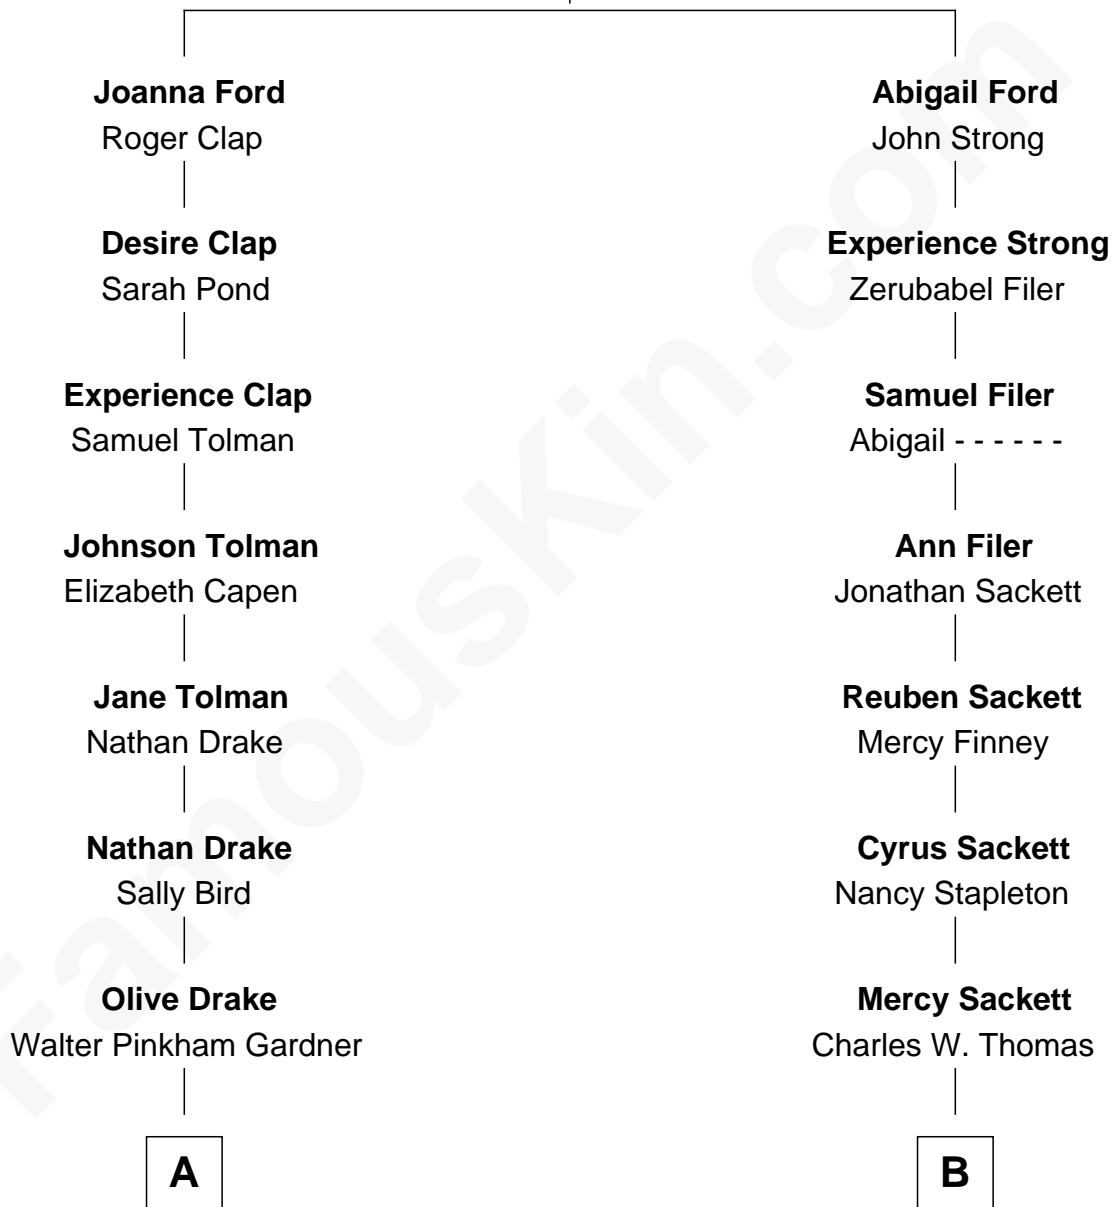 Joanna Ford
Roger Clap
Abigail Ford
John Strong
Desire Clap
Sarah Pond
Experience Strong
Zerubabel Filer
Experience Clap
Samuel Tolman
Samuel Filer
Abigail - - - - - -
Johnson Tolman
Elizabeth Capen
Ann Filer
Jonathan Sackett
Jane Tolman
Nathan Drake
Reuben Sackett
Mercy Finney
Nathan Drake
Sally Bird
Cyrus Sackett
Nancy Stapleton
Olive Drake
Walter Pinkham Gardner
Mercy Sackett
Charles W. Thomas
A
B
FamousKin.com